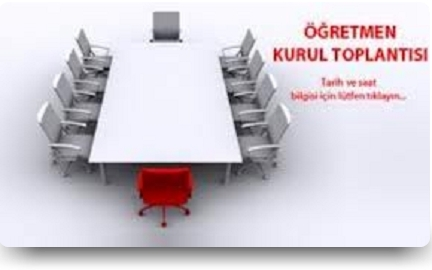 ÖĞRETMEN
KURUL TOPLANTISI
Tarih ve saat
bilgisi için lütfen tıklayın...